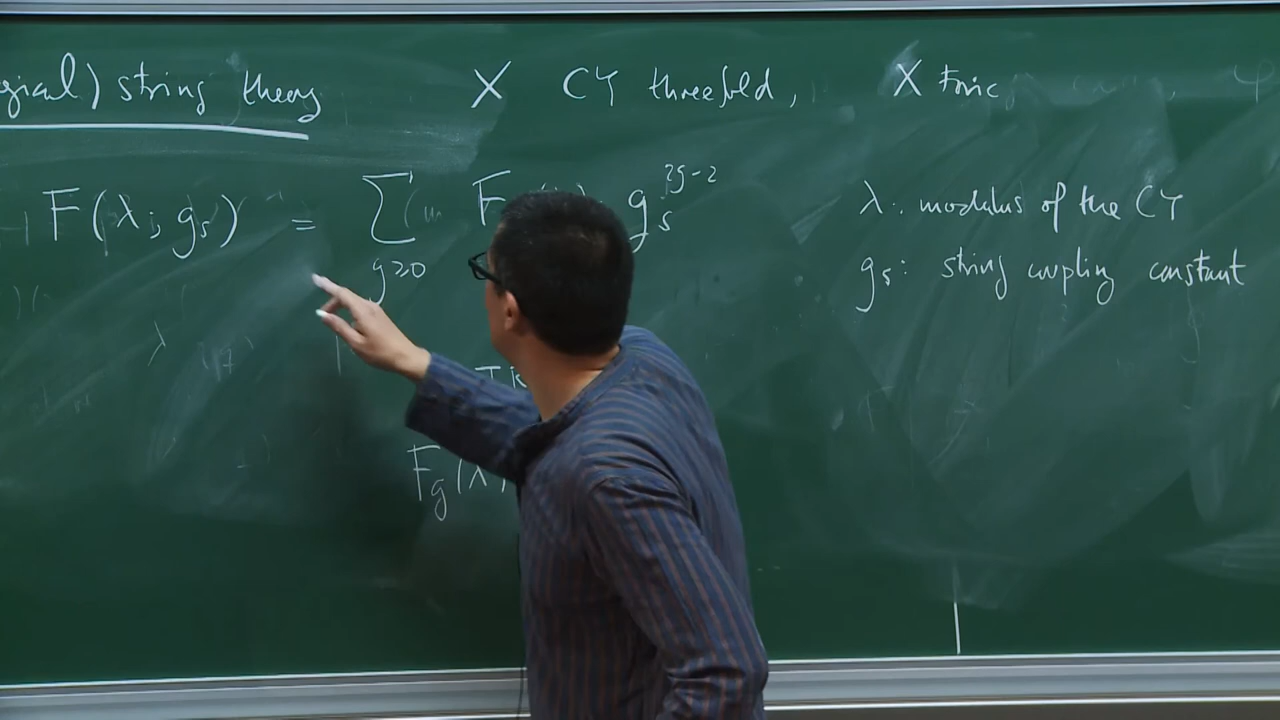 gical) string theory X CY threefold, X toric
F(λ; gs) = Σ F gs^{2g-2}
g≥0
λ: modulus of the CY
gs: string coupling constant
Fg(λ